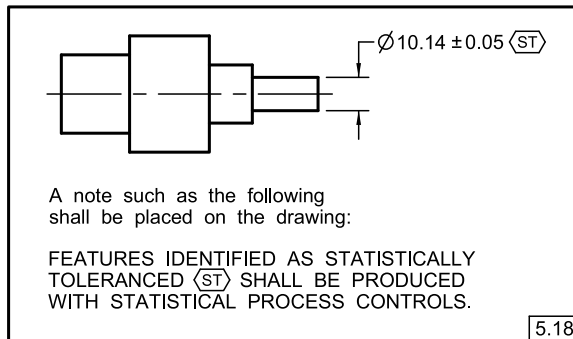 Ø10.14 ±0.05 ST
A note such as the following
shall be placed on the drawing:
FEATURES IDENTIFIED AS STATISTICALLY
TOLERANCED ST SHALL BE PRODUCED
WITH STATISTICAL PROCESS CONTROLS.
5.18